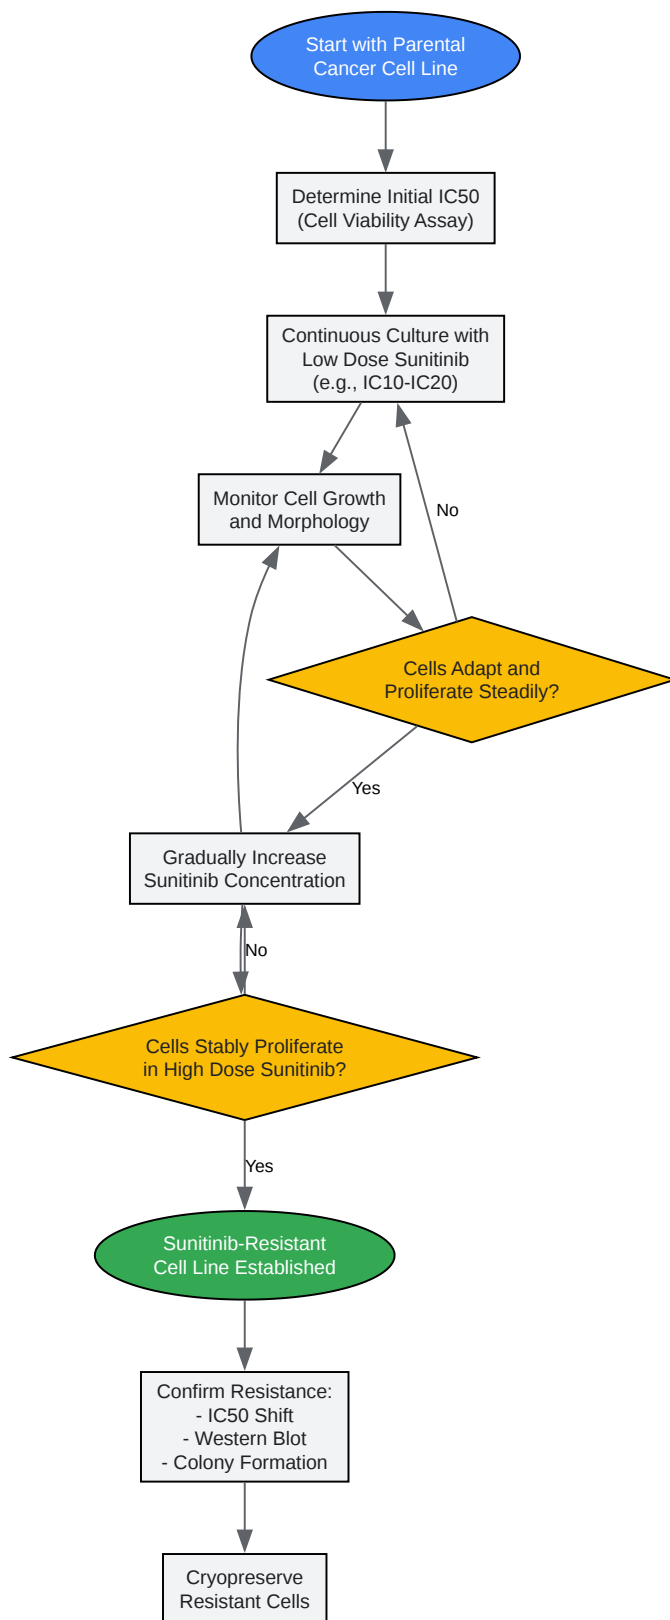 Start with Parental
Cancer Cell Line
Determine Initial IC50
(Cell Viability Assay)
Continuous Culture with
Low Dose Sunitinib
(e.g., IC10-IC20)
Monitor Cell Growth
and Morphology
No
Cells Adapt and
Proliferate Steadily?
Yes
Gradually Increase
Sunitinib Concentration
No
Cells Stably Proliferate
in High Dose Sunitinib?
Yes
Sunitinib-Resistant
Cell Line Established
Confirm Resistance:
- IC50 Shift
- Western Blot
- Colony Formation
Cryopreserve
Resistant Cells